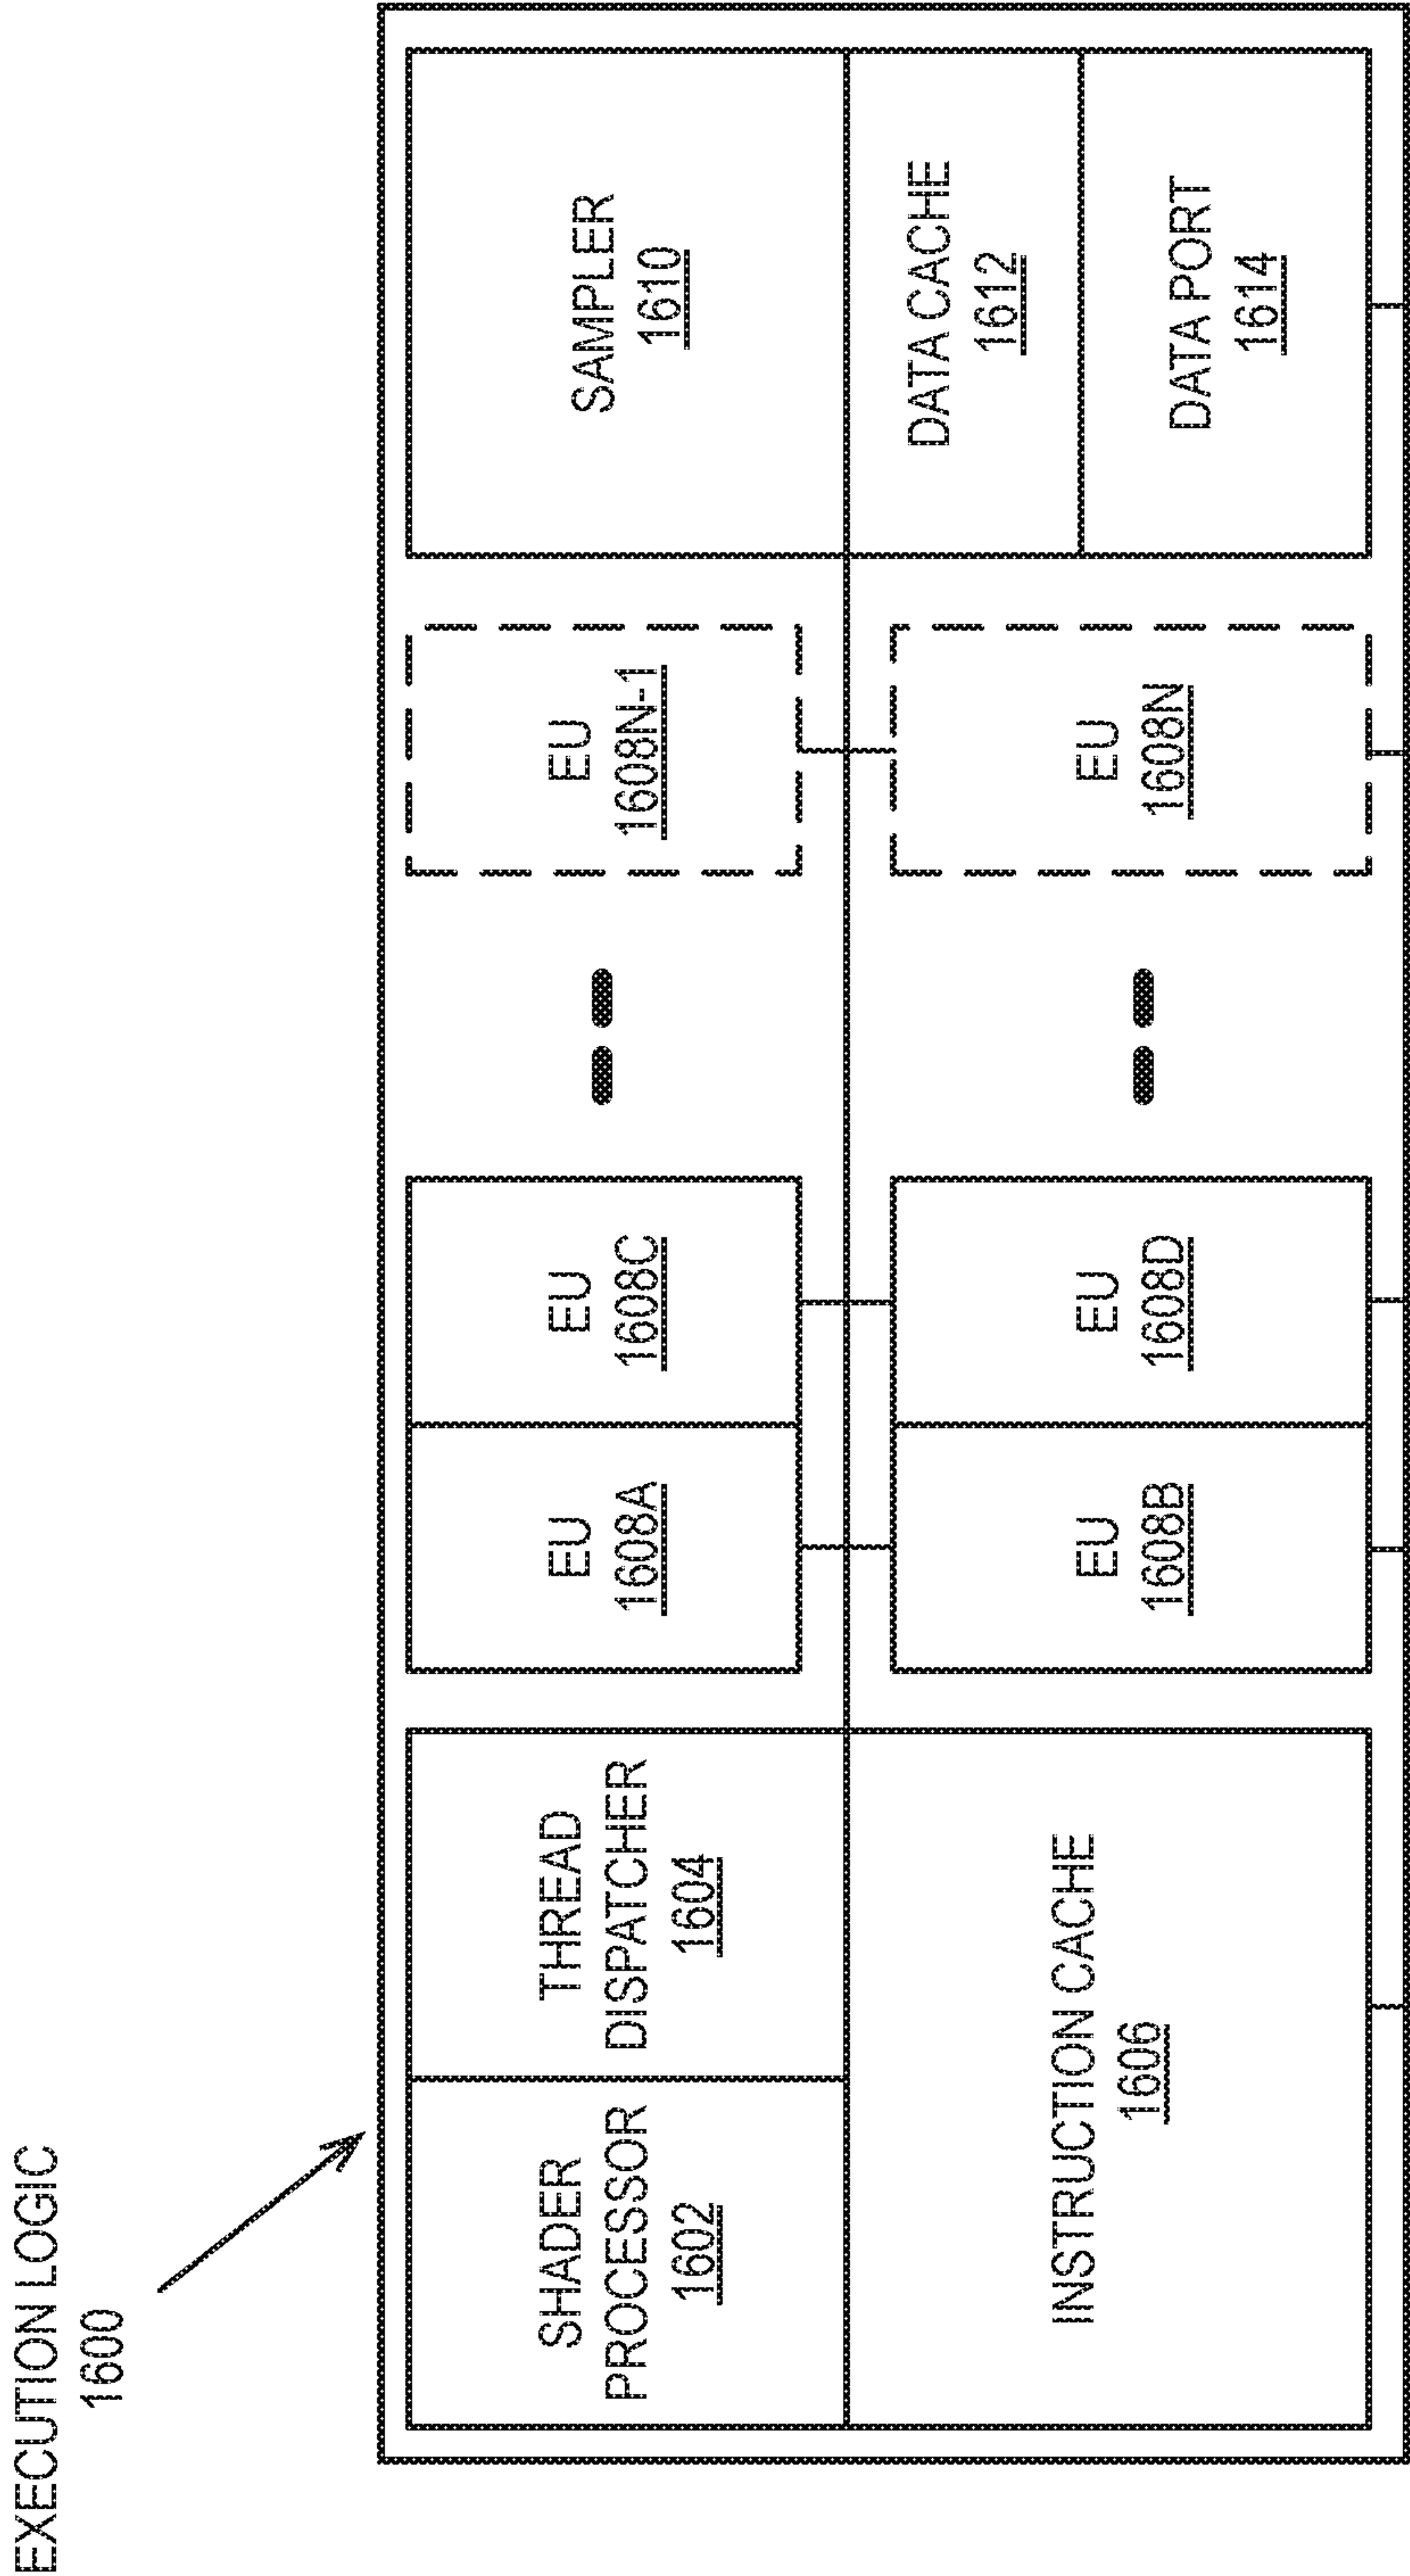 EXECUTION LOGIC
1600
SHADER
PROCESSOR
1602
THREAD
DISPATCHER
1604
INSTRUCTION CACHE
1606
EU
1608A
EU
1608C
EU
1608N-1
EU
1608B
EU
1608D
EU
1608N
SAMPLER
1610
DATA CACHE
1612
DATA PORT
1614